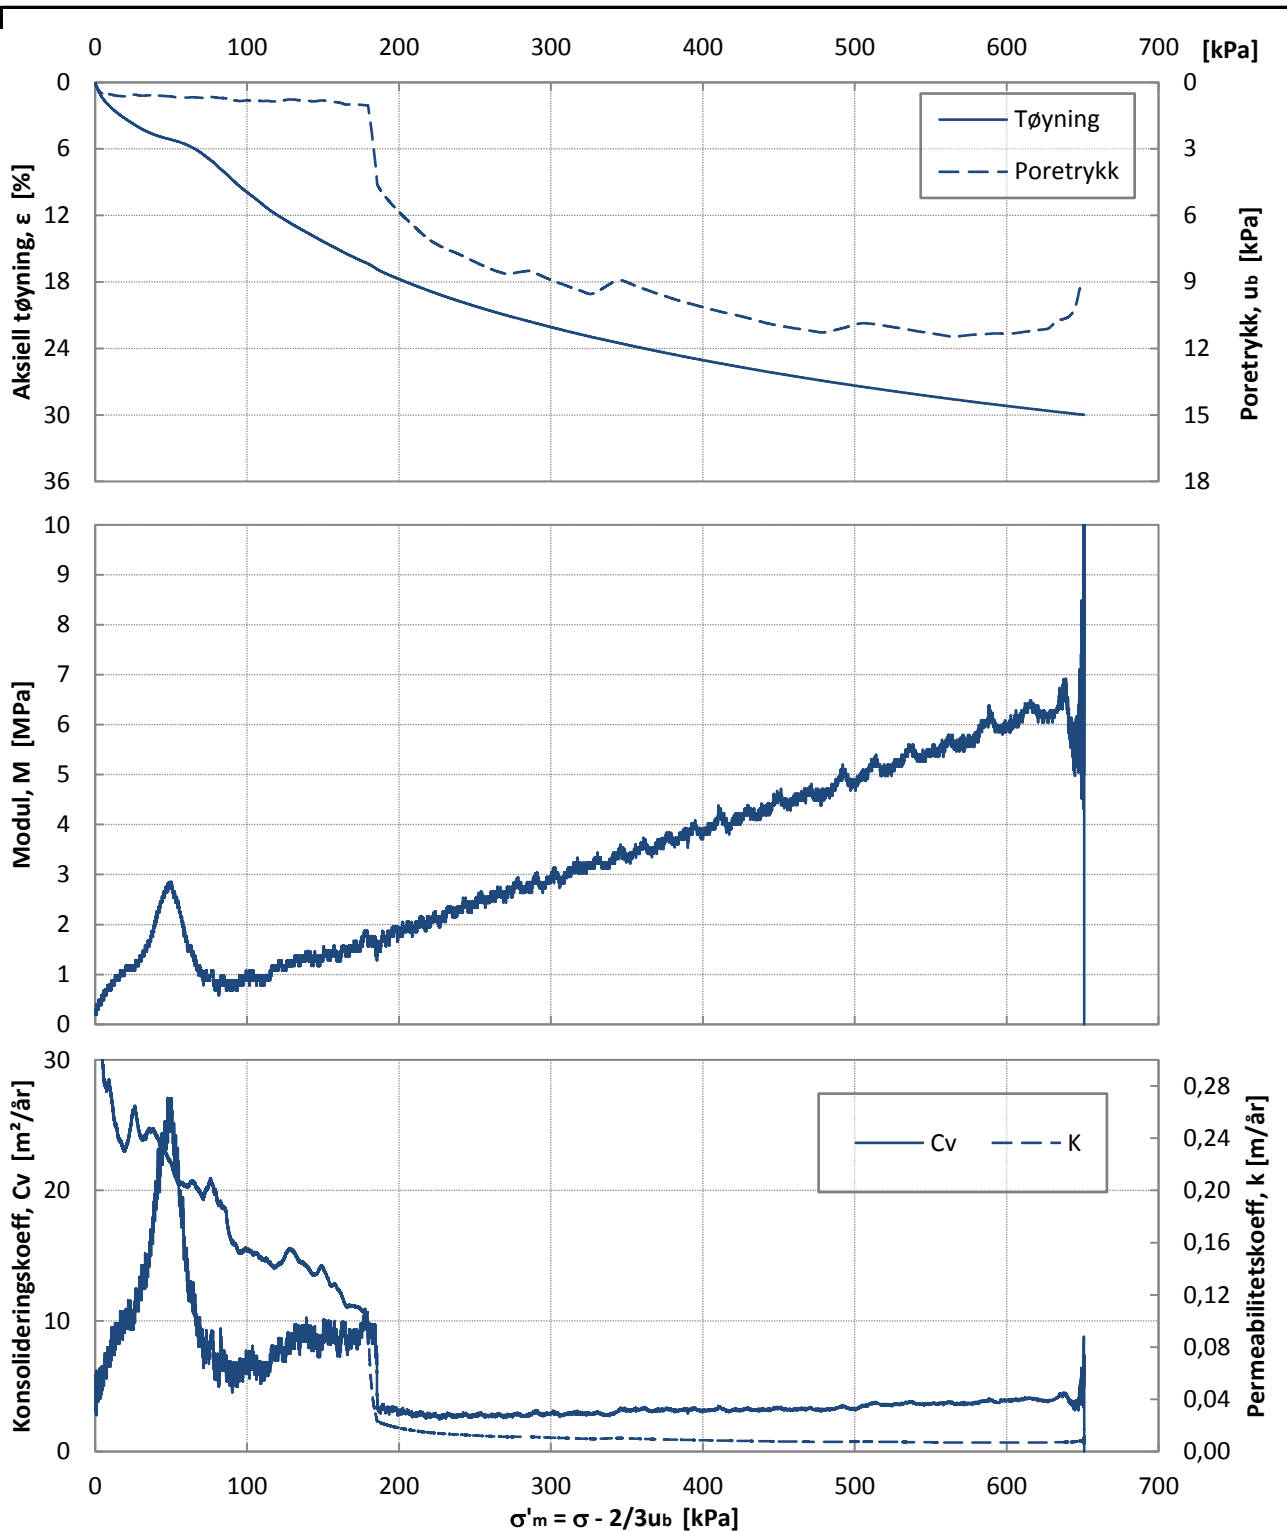 0 100 200 300 400 500 600 700 [kPa]
0 0
6 3
12 6
18 9
24 12
30 15
36 18
Aksiell tøyning, ε [%]
Poretrykk, ub [kPa]
Tøyning
Poretrykk
10
9
8
7
6
5
4
3
2
1
0
Modul, M [MPa]
30
20
10
0
Konsolideringskoeff, Cv [m²/år]
0,28
0,24
0,20
0,16
0,12
0,08
0,04
0,00
Permeabilitetskoeff, k [m/år]
Cv K
0 100 200 300 400 500 600 700
σ'm = σ - 2/3ub [kPa]